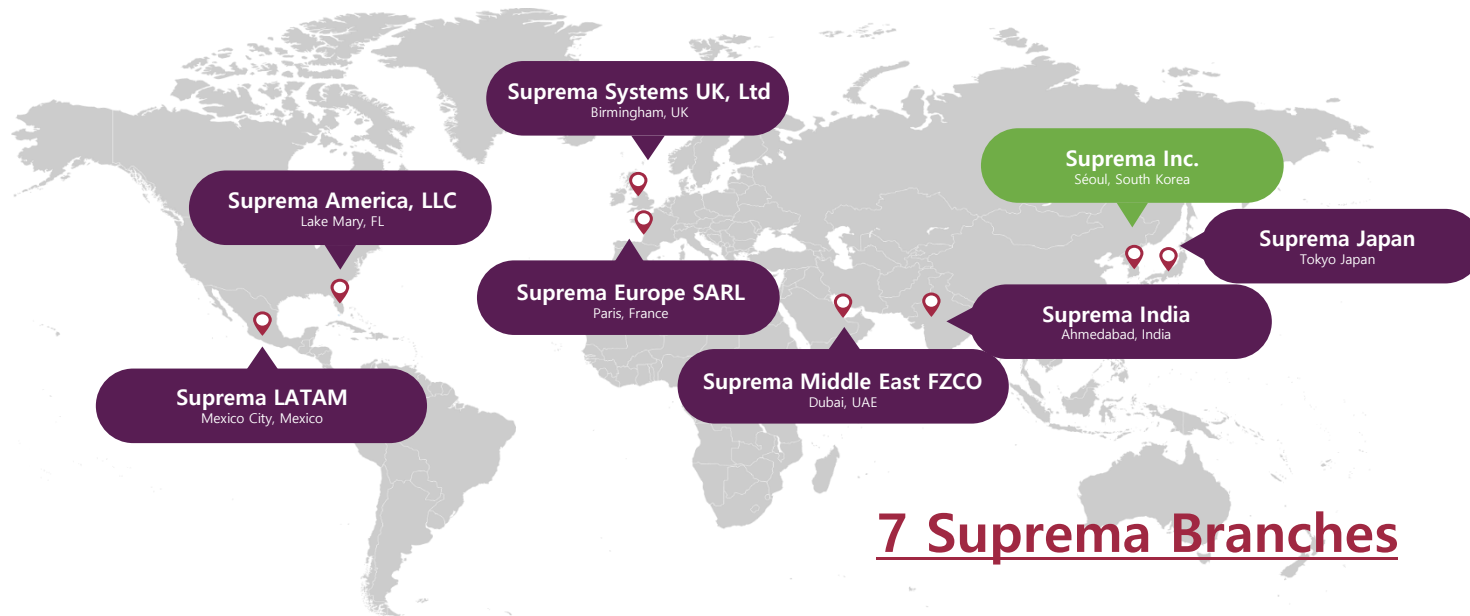 Suprema Systems UK, Ltd
Birmingham, UK
Suprema Inc.
Séoul, South Korea
Suprema America, LLC
Lake Mary, FL
Suprema Japan
Tokyo Japan
Suprema Europe SARL
Paris, France
Suprema India
Ahmedabad, India
Suprema Middle East FZCO
Dubai, UAE
Suprema LATAM
Mexico City, Mexico
7 Suprema Branches